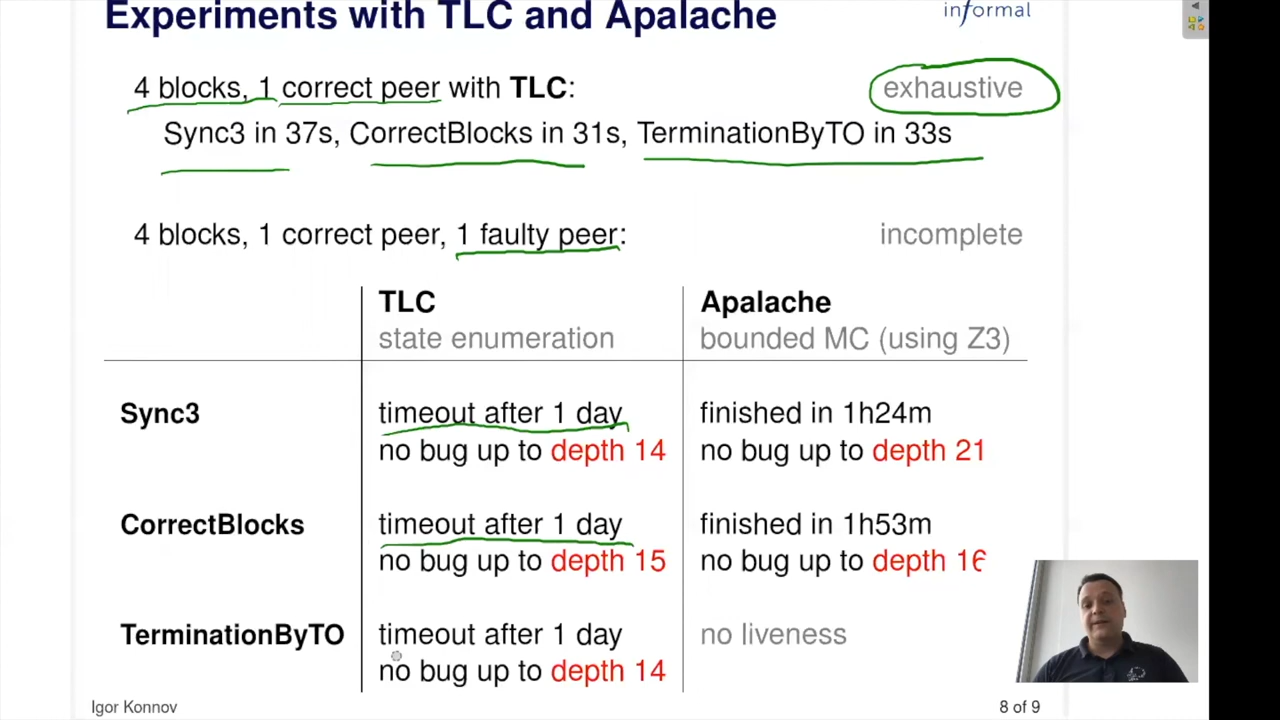 Experiments with TLC and Apalache
informal
4 blocks, 1 correct peer with TLC:
exhaustive
Sync3 in 37s, CorrectBlocks in 31s, TerminationByTO in 33s
4 blocks, 1 correct peer, 1 faulty peer:
incomplete
TLC
state enumeration
Apalache
bounded MC (using Z3)
Sync3
timeout after 1 day
no bug up to depth 14
finished in 1h24m
no bug up to depth 21
CorrectBlocks
timeout after 1 day
no bug up to depth 15
finished in 1h53m
no bug up to depth 16
TerminationByTO
timeout after 1 day
no bug up to depth 14
no liveness
Igor Konnov
8 of 9